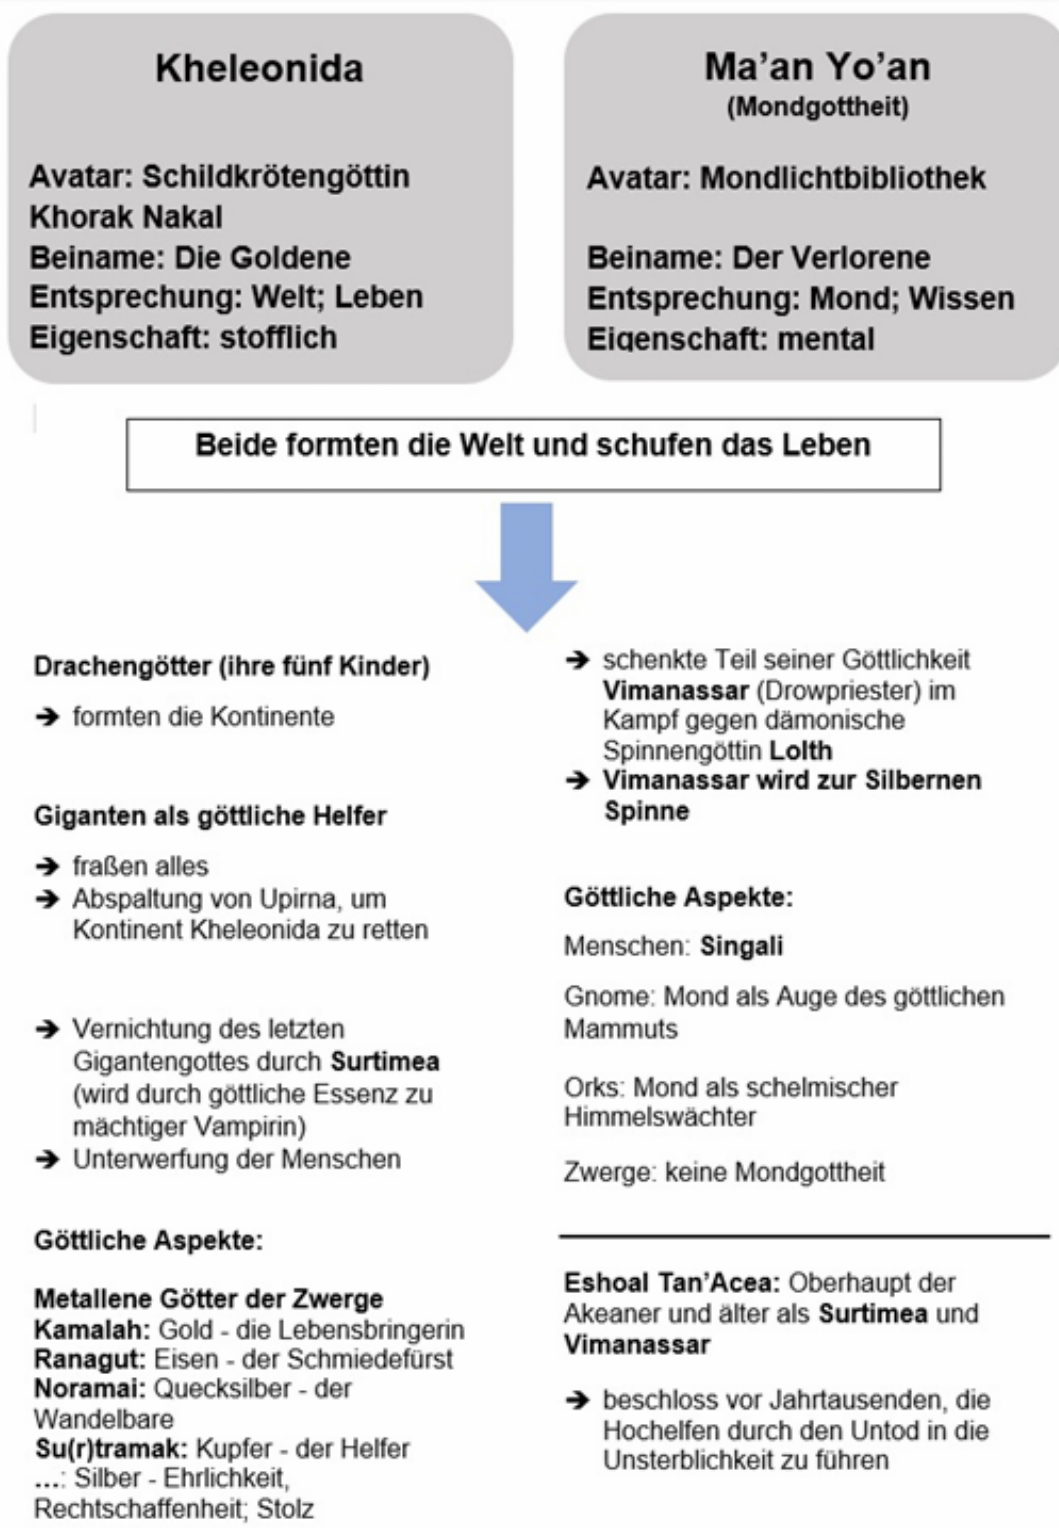 Kheleonida
Avatar: Schildkrötengöttin
Khorak Nakal
Beiname: Die Goldene
Entsprechung: Welt; Leben
Eigenschaft: stofflich
Ma'an Yo'an
(Mondgottheit)
Avatar: Mondlichtbibliothek
Beiname: Der Verlorene
Entsprechung: Mond; Wissen
Eigenschaft: mental
Beide formten die Welt und schufen das Leben
Drachengötter (ihre fünf Kinder)
➔ formten die Kontinente
Giganten als göttliche Helfer
➔ fraßen alles
➔ Abspaltung von Upirna, um
Kontinent Kheleonida zu retten
➔ Vernichtung des letzten
Gigantengottes durch Surtimea
(wird durch göttliche Essenz zu
mächtiger Vampirin)
➔ Unterwerfung der Menschen
Göttliche Aspekte:
Metallene Götter der Zwerge
Kamalah: Gold - die Lebensbringerin
Ranagut: Eisen - der Schmiedefürst
Noramai: Quecksilber - der
Wandelbare
Su(r)tramak: Kupfer - der Helfer
...: Silber - Ehrlichkeit,
Rechtschaffenheit; Stolz
➔ schenkte Teil seiner Göttlichkeit
Vimanassar (Drowpriester) im
Kampf gegen dämonische
Spinnengöttin Lolth
➔ Vimanassar wird zur Silbernen
Spinne
Göttliche Aspekte:
Menschen: Singali
Gnome: Mond als Auge des göttlichen
Mammuts
Orks: Mond als schelmischer
Himmelswächter
Zwerge: keine Mondgottheit
Eshoal Tan'Acea: Oberhaupt der
Akeaner und älter als Surtimea und
Vimanassar
➔ beschloss vor Jahrtausenden, die
Hochelfen durch den Untod in die
Unsterblichkeit zu führen